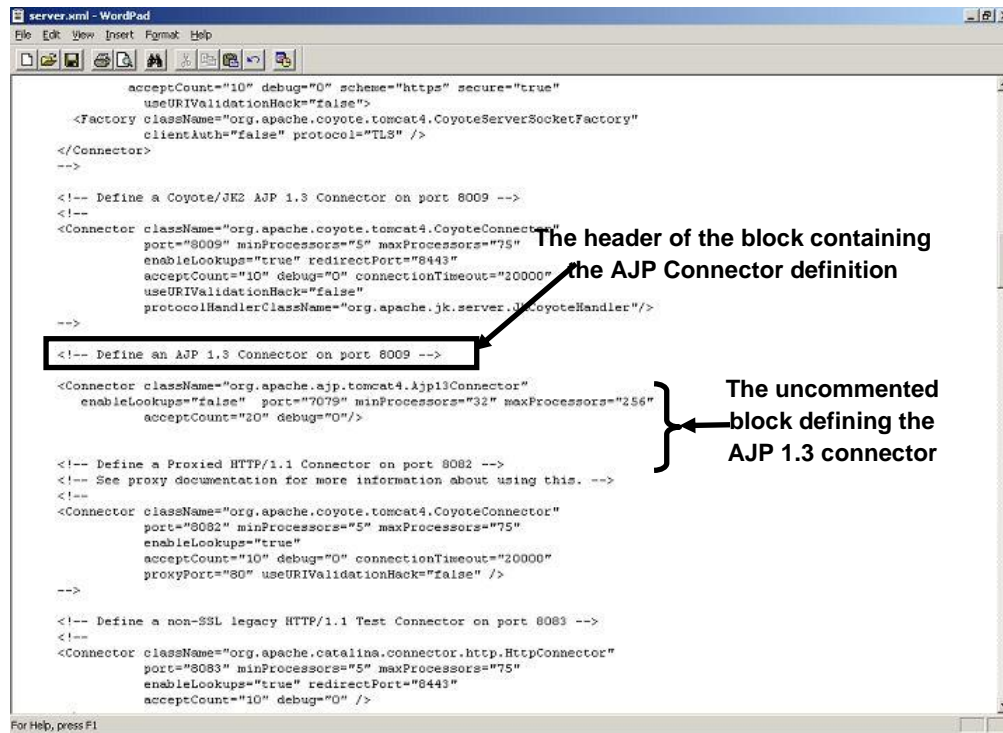 server.xml - WordPad
File Edit View Insert Format Help
acceptCount="10" debug="0" scheme="https" secure="true"
useURIValidationHack="false">
<Factory className="org.apache.coyote.tomcat4.CoyoteServerSocketFactory"
clientAuth="false" protocol="TLS" />
</Connector>
-->
<!-- Define a Coyote/JK2 AJP 1.3 Connector on port 8009 -->
<!--
<Connector className="org.apache.coyote.tomcat4.CoyoteConnector"
port="8009" minProcessors="5" maxProcessors="75"
enableLookups="true" redirectPort="8443"
acceptCount="10" debug="0" connectionTimeout="20000"
useURIValidationHack="false"
protocolHandlerClassName="org.apache.jk.server.JkCoyoteHandler"/>
-->
The header of the block containing
the AJP Connector definition
<!-- Define an AJP 1.3 Connector on port 8009 -->
<Connector className="org.apache.ajp.tomcat4.Ajp13Connector"
enableLookups="false" port="7079" minProcessors="32" maxProcessors="256"
acceptCount="20" debug="0"/>
The uncommented
block defining the
AJP 1.3 connector
<!-- Define a Proxied HTTP/1.1 Connector on port 8082 -->
<!-- See proxy documentation for more information about using this. -->
<!--
<Connector className="org.apache.coyote.tomcat4.CoyoteConnector"
port="8082" minProcessors="5" maxProcessors="75"
enableLookups="true"
acceptCount="10" debug="0" connectionTimeout="20000"
proxyPort="80" useURIValidationHack="false" />
-->
<!-- Define a non-SSL legacy HTTP/1.1 Test Connector on port 8083 -->
<!--
<Connector className="org.apache.catalina.connector.http.HttpConnector"
port="8083" minProcessors="5" maxProcessors="75"
enableLookups="true" redirectPort="8443"
acceptCount="10" debug="0" />
For Help, press F1